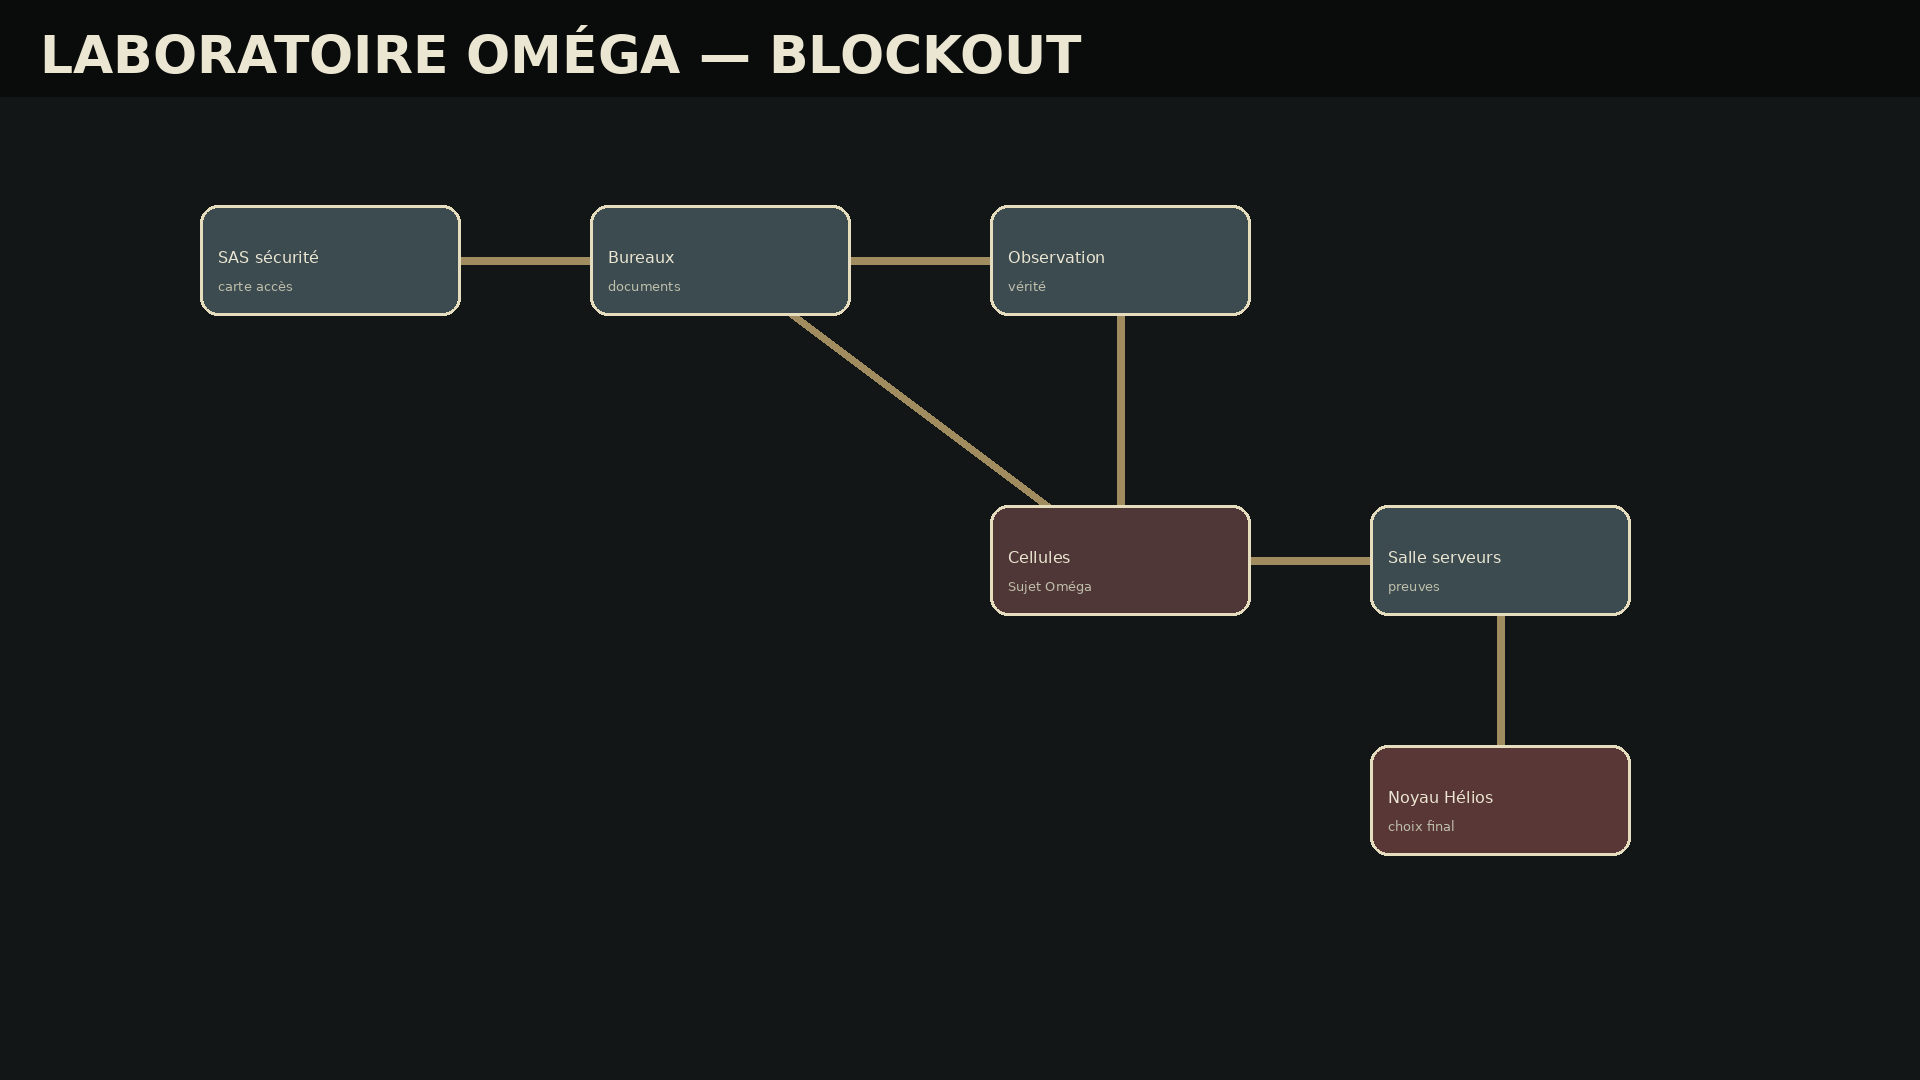 LABORATOIRE OMÉGA — BLOCKOUT
SAS sécurité
carte accès
Bureaux
documents
Observation
vérité
Cellules
Sujet Oméga
Salle serveurs
preuves
Noyau Hélios
choix final